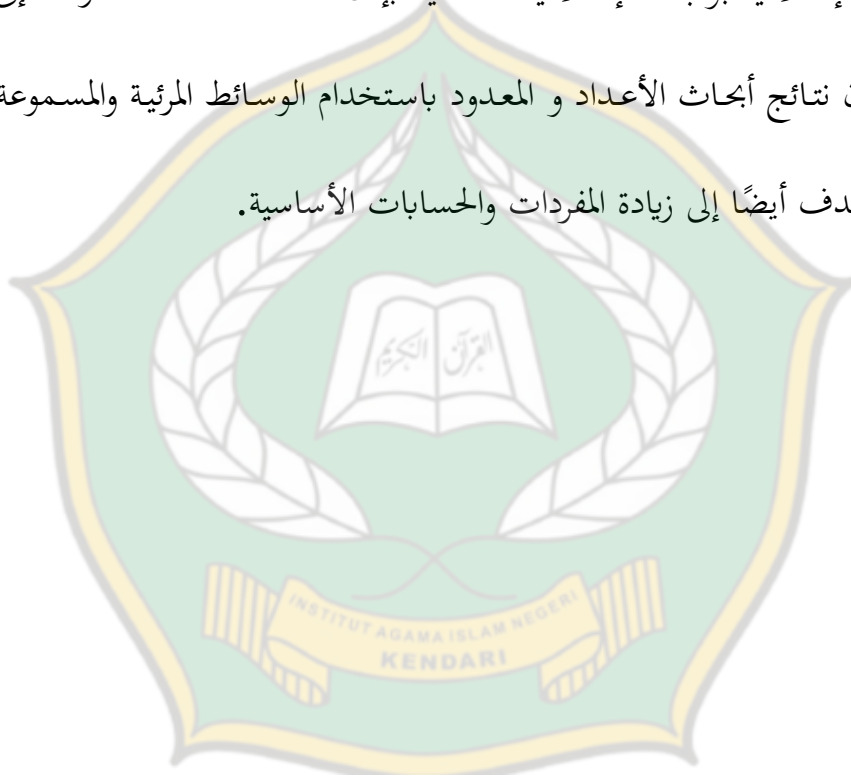 نتائج أبحاث الأعداد و المعدود باستخدام الوسائط المرئية والمسموعة
أيضًا إلى زيادة المفردات والحسابات الأساسية.
القرآن الكريم
INSTITUT AGAMA ISLAM NEGERI
KENDARI